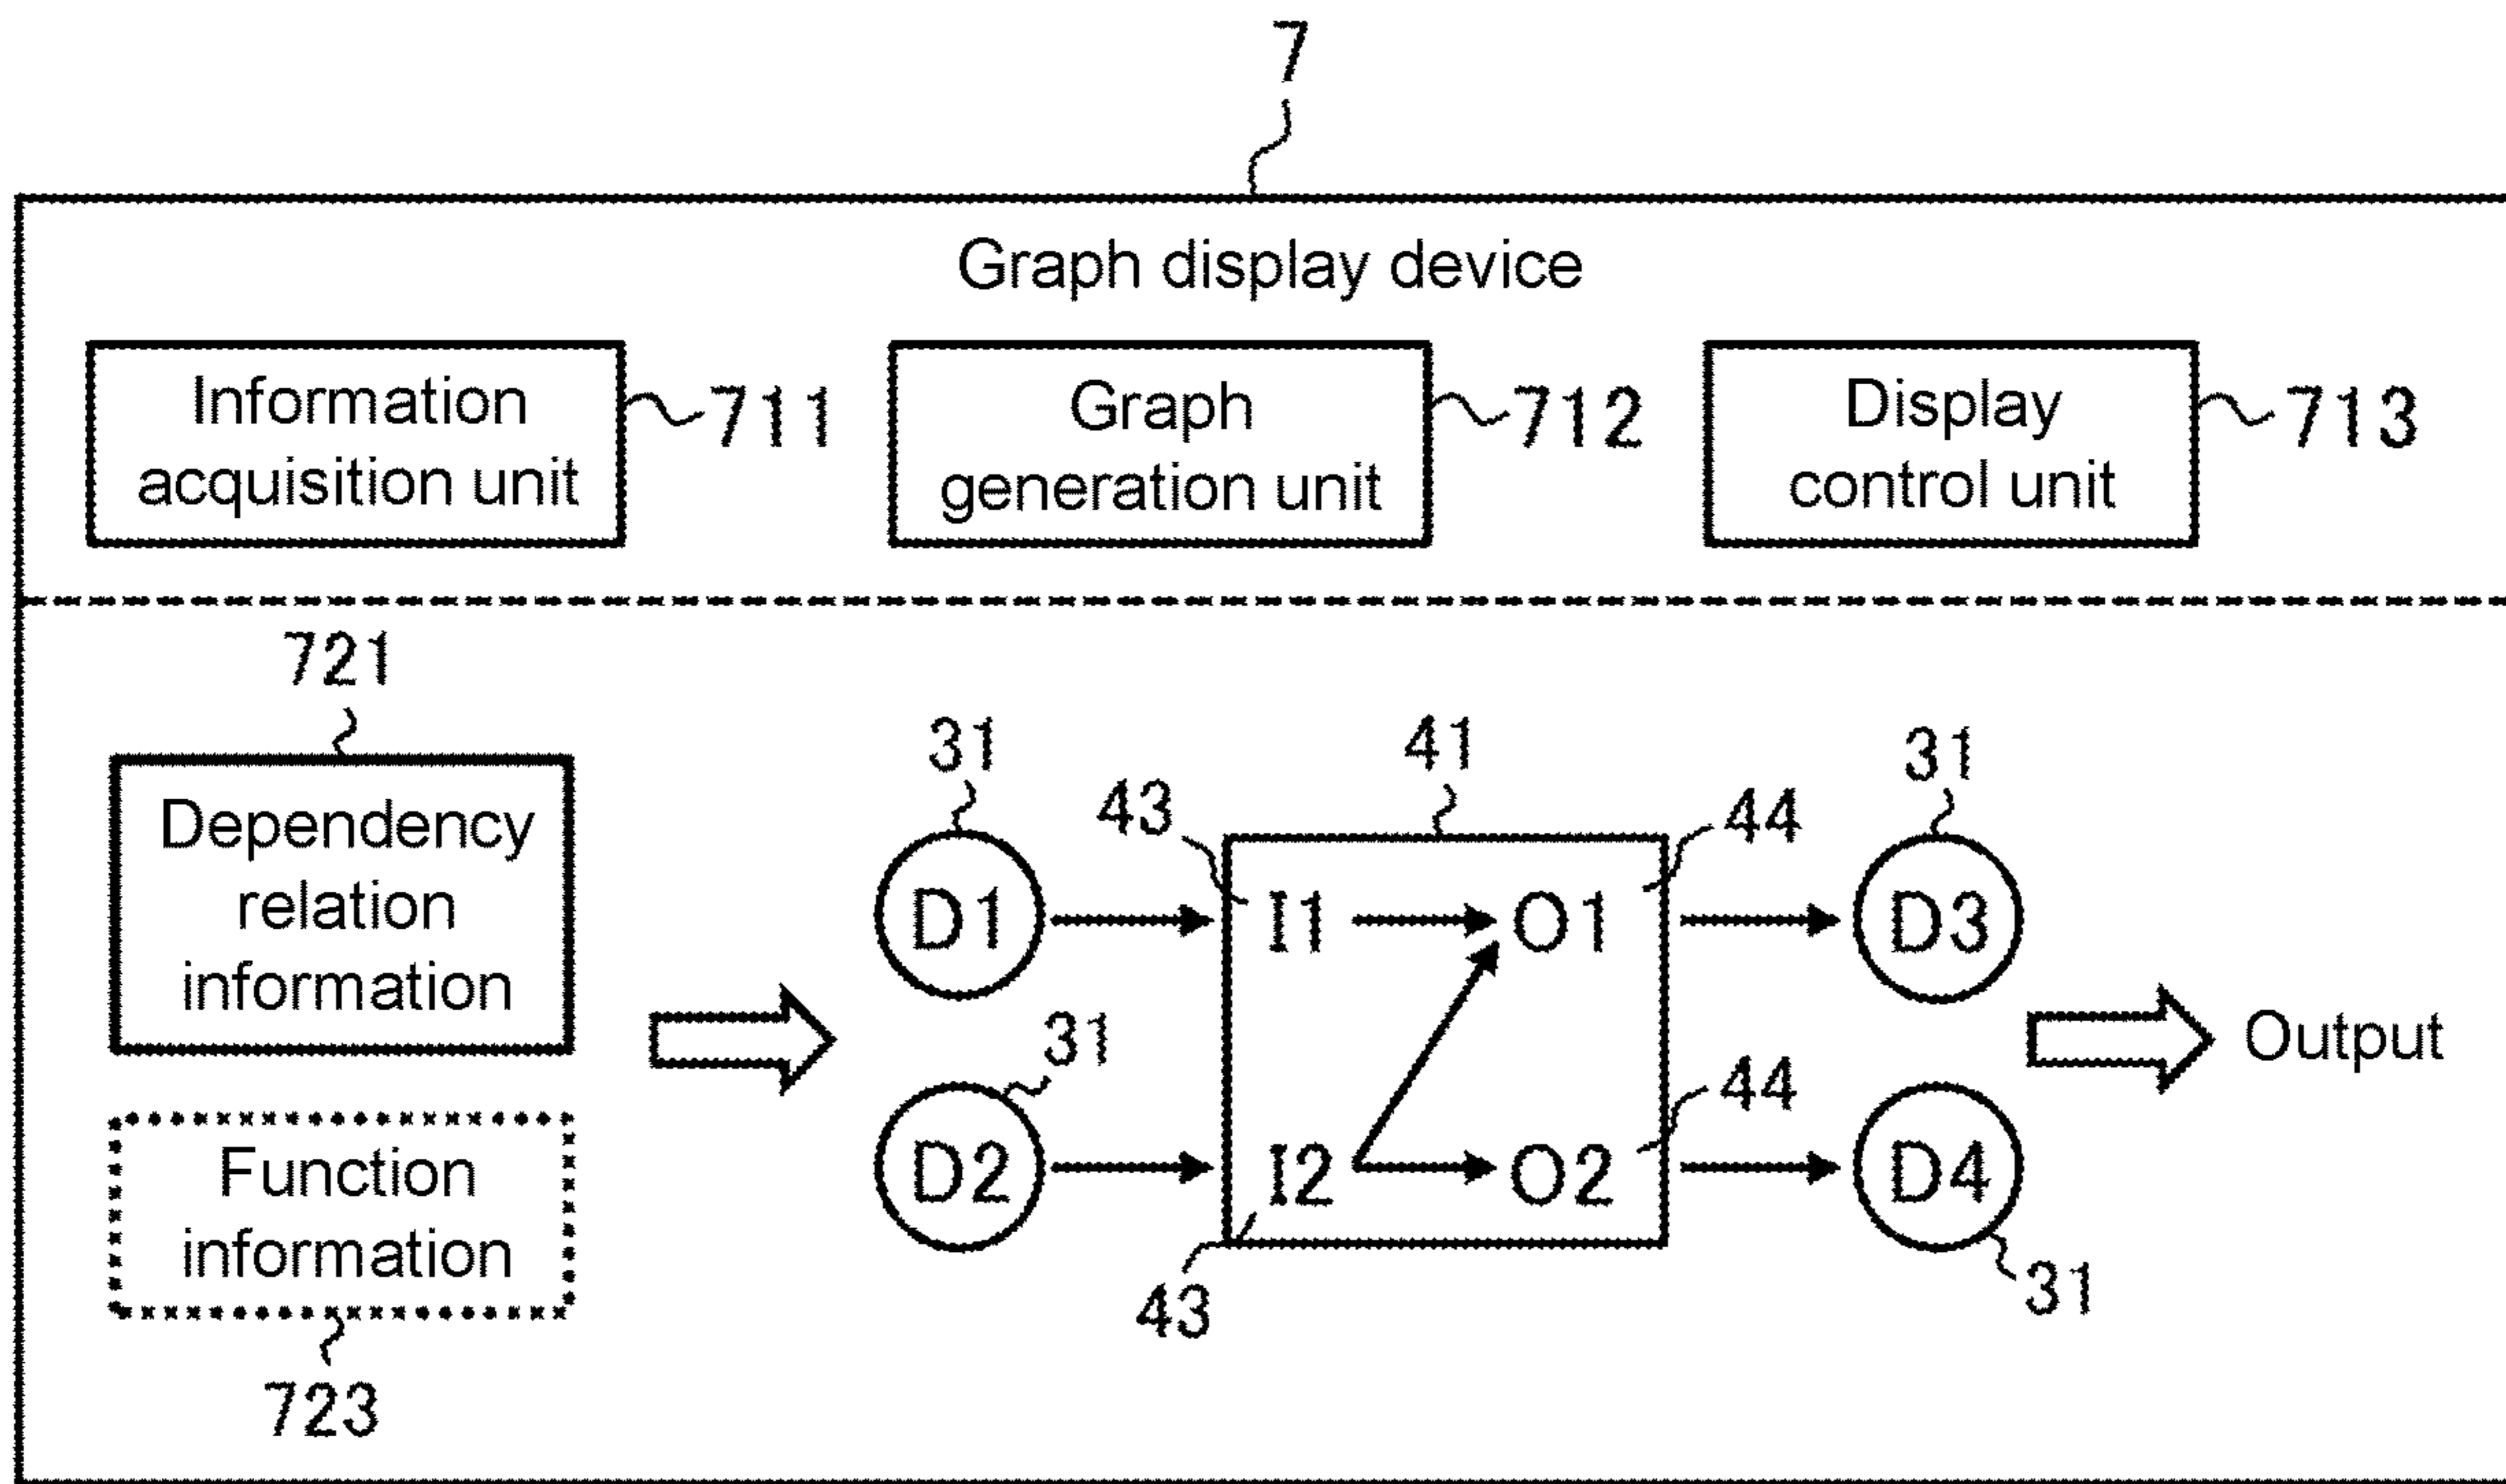 7
Graph display device
Information
acquisition unit
711
Graph
generation unit
712
Display
control unit
713
721
Dependency
relation
information
Function
information
723
31
43
41
44
31
D1
I1
O1
D3
31
44
D2
I2
O2
D4
43
31
Output